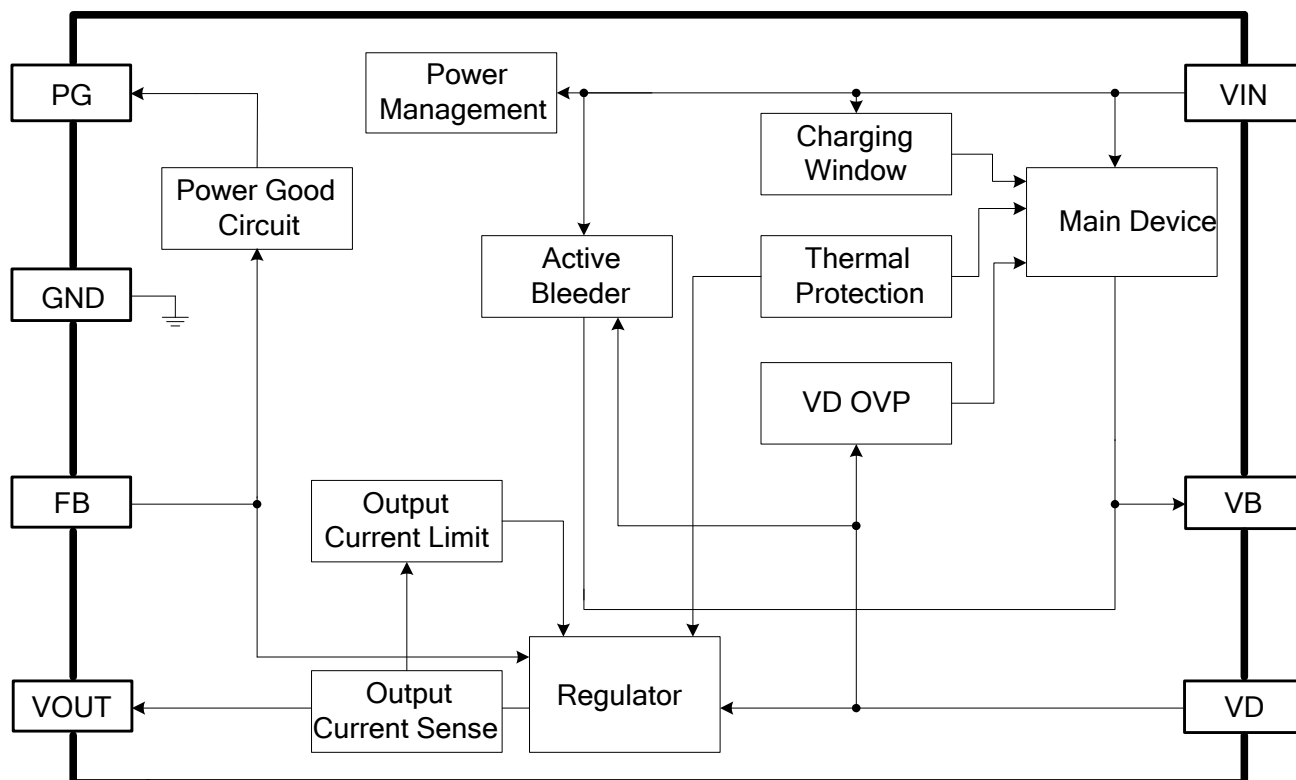 PG
Power
Management
VIN
Charging
Window
Power Good
Circuit
Main Device
Active
Bleeder
Thermal
Protection
GND
VD OVP
FB
Output
Current Limit
VB
VOUT
Output
Current Sense
Regulator
VD